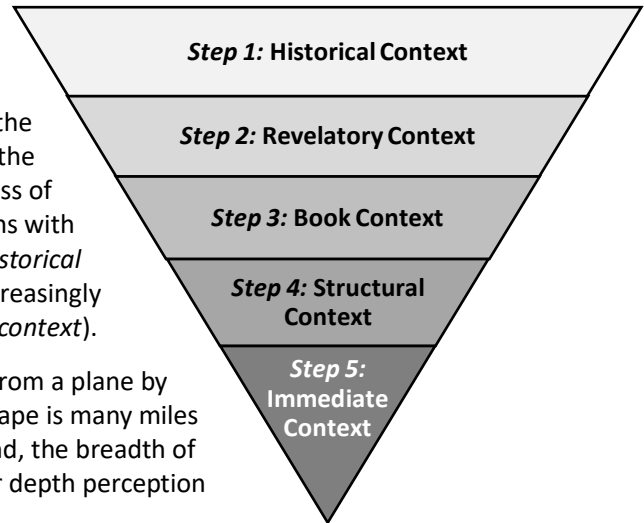 Step 1: Historical Context
the
Step 2: Revelatory Context
the
ss of
Step 3: Book Context
ns with
storical
Step 4: Structural
creasingly
Context
context).
Step 5:
rom a plane by
Immediate
ape is many miles
Context
nd, the breadth of
r depth perception